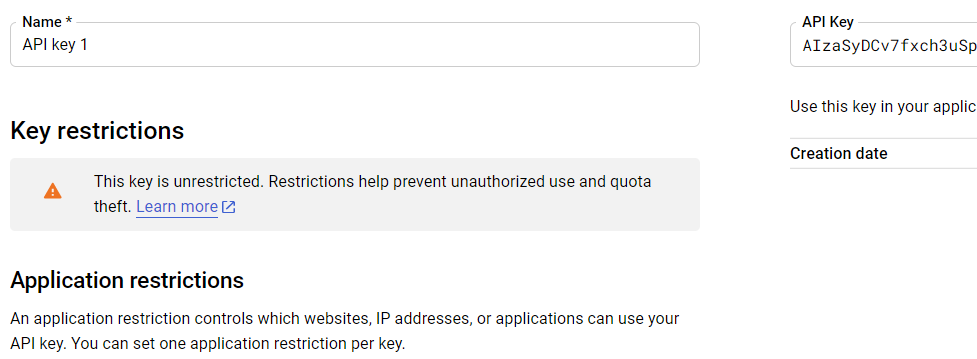 Name *
API key 1
Key restrictions
This key is unrestricted. Restrictions help prevent unauthorized use and quota
theft. Learn more
Application restrictions
An application restriction controls which websites, IP addresses, or applications can use your
API key. You can set one application restriction per key.
API Key
AIzaSyDCv7fxch3uSp
Use this key in your applic
Creation date